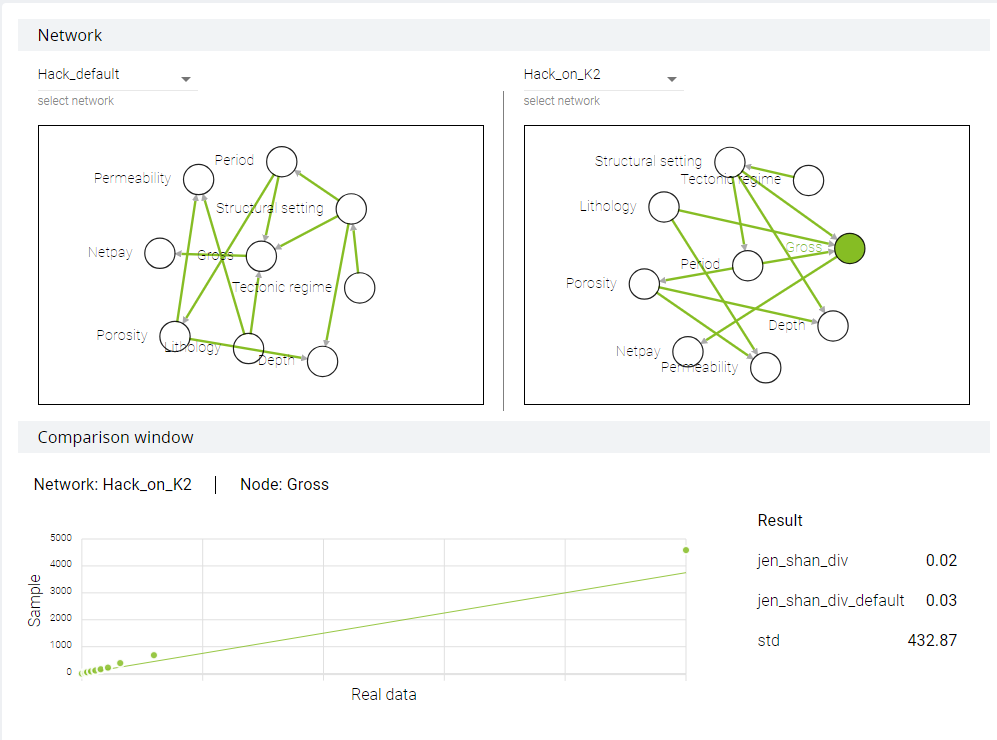 Network
Hack_default
select network
Period
Permeability
Structural setting
Netpay
Gross
Tectonic regime
Porosity
Lithology
Depth
Hack_on_K2
select network
Structural setting
Tectonic regime
Lithology
Gross
Period
Porosity
Depth
Netpay
Permeability
Comparison window
Network: Hack_on_K2 | Node: Gross
5000
4000
3000
2000
1000
0
Sample
Real data
Result
jen_shan_div 0.02
jen_shan_div_default 0.03
std 432.87